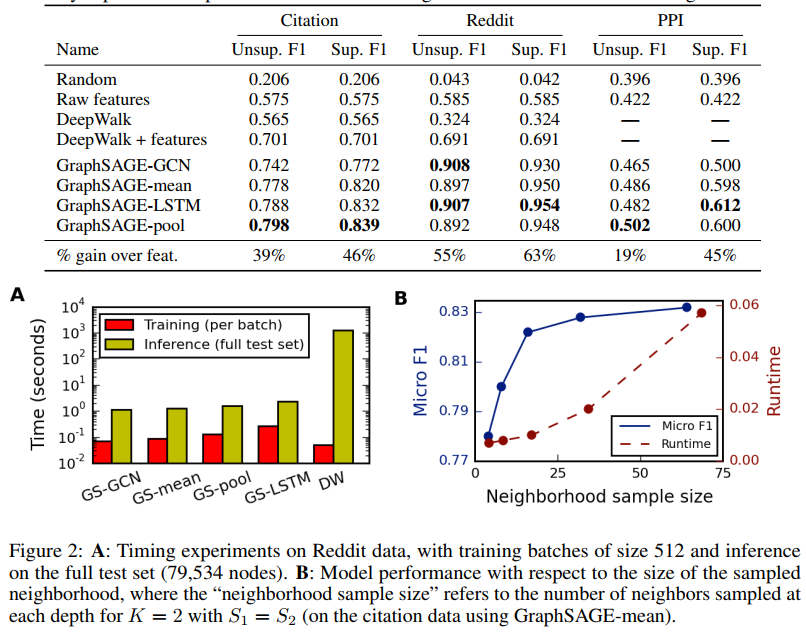 Citation Reddit PPI
Name Unsup. F1 Sup. F1 Unsup. F1 Sup. F1 Unsup. F1 Sup. F1
Random 0.206 0.206 0.043 0.042 0.396 0.396
Raw features 0.575 0.575 0.585 0.585 0.422 0.422
DeepWalk 0.565 0.565 0.324 0.324 — —
DeepWalk + features 0.701 0.701 0.691 0.691 — —
GraphSAGE-GCN 0.742 0.772 0.908 0.930 0.465 0.500
GraphSAGE-mean 0.778 0.820 0.897 0.950 0.486 0.598
GraphSAGE-LSTM 0.788 0.832 0.907 0.954 0.482 0.612
GraphSAGE-pool 0.798 0.839 0.892 0.948 0.502 0.600
% gain over feat. 39% 46% 55% 63% 19% 45%
A
Time (seconds)
10^4
10^3
10^2
10^1
10^0
10^-1
10^-2
Training (per batch)
Inference (full test set)
GS-GCN GS-mean GS-pool GS-LSTM DW
B
Micro F1
0.83
0.81
0.79
0.77
Micro F1
Runtime
0.06
0.04
0.02
0.00
Runtime
0 25 50 75
Neighborhood sample size
Figure 2: A: Timing experiments on Reddit data, with training batches of size 512 and inference
on the full test set (79,534 nodes). B: Model performance with respect to the size of the sampled
neighborhood, where the “neighborhood sample size” refers to the number of neighbors sampled at
each depth for K = 2 with S1 = S2 (on the citation data using GraphSAGE-mean).